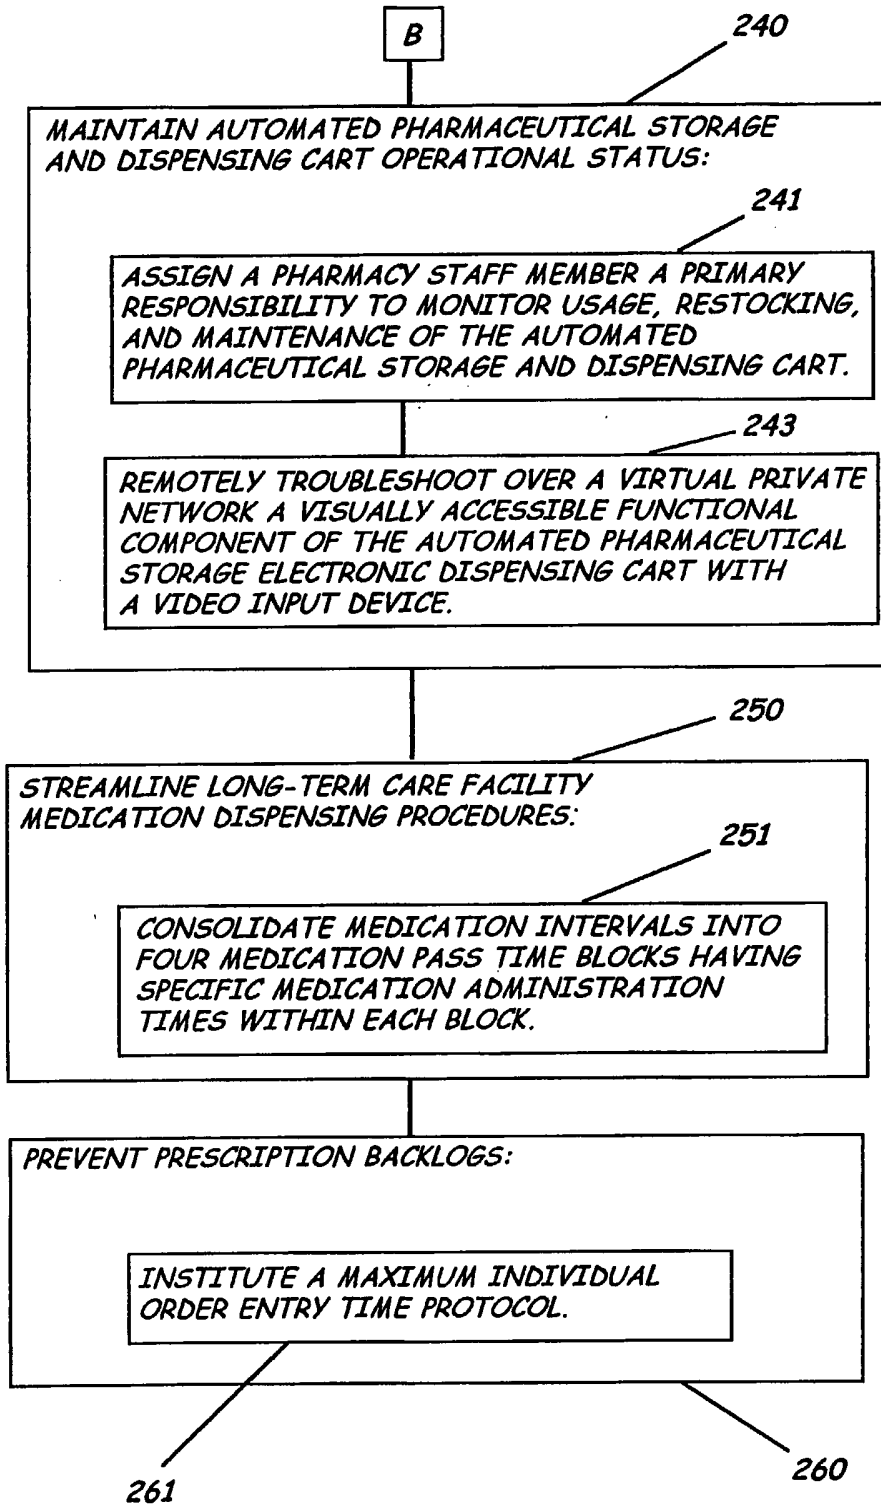 B
240
MAINTAIN AUTOMATED PHARMACEUTICAL STORAGE
AND DISPENSING CART OPERATIONAL STATUS:
241
ASSIGN A PHARMACY STAFF MEMBER A PRIMARY
RESPONSIBILITY TO MONITOR USAGE, RESTOCKING,
AND MAINTENANCE OF THE AUTOMATED
PHARMACEUTICAL STORAGE AND DISPENSING CART.
243
REMOTELY TROUBLESHOOT OVER A VIRTUAL PRIVATE
NETWORK A VISUALLY ACCESSIBLE FUNCTIONAL
COMPONENT OF THE AUTOMATED PHARMACEUTICAL
STORAGE ELECTRONIC DISPENSING CART WITH
A VIDEO INPUT DEVICE.
250
STREAMLINE LONG-TERM CARE FACILITY
MEDICATION DISPENSING PROCEDURES:
251
CONSOLIDATE MEDICATION INTERVALS INTO
FOUR MEDICATION PASS TIME BLOCKS HAVING
SPECIFIC MEDICATION ADMINISTRATION
TIMES WITHIN EACH BLOCK.
PREVENT PRESCRIPTION BACKLOGS:
INSTITUTE A MAXIMUM INDIVIDUAL
ORDER ENTRY TIME PROTOCOL.
261
260